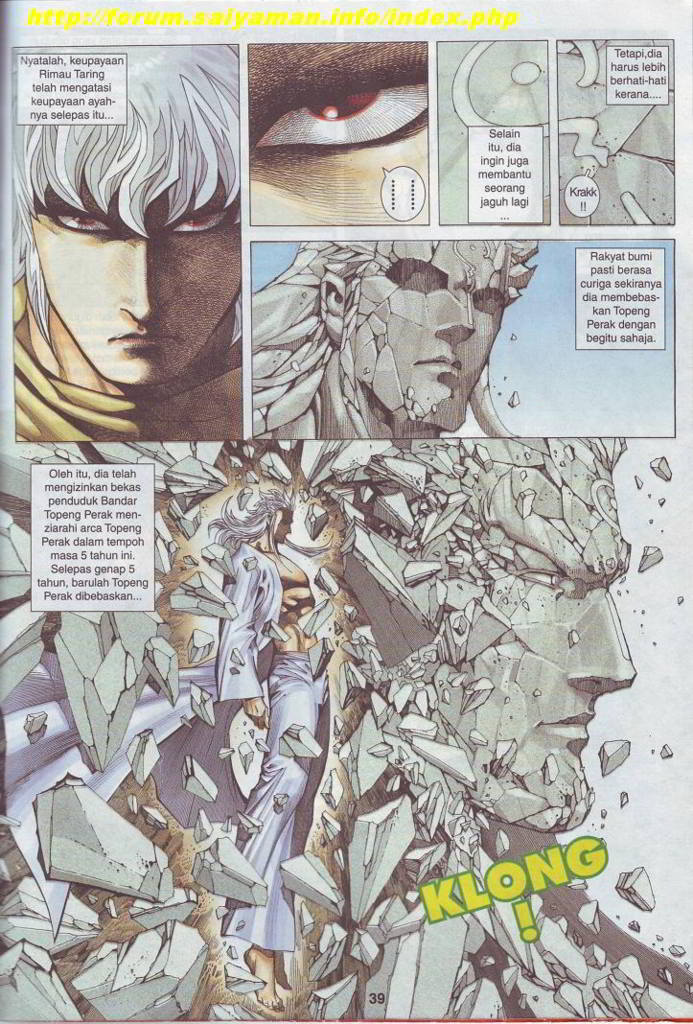 http://forum.saiyaman.info/index.php
Nyatalah, keupayaan
Rimau Taring
telah mengatasi
keupayaan ayah-
nya selepas itu...
Selain
itu, dia
ingin juga
membantu
seorang
jaguh lagi
...
Tetapi,dia
harus lebih
berhati-hati
kerana....
Krakk
!!
Rakyat bumi
pasti berasa
curiga sekiranya
dia membebas-
kan Topeng
Perak dengan
begitu sahaja.
Oleh itu, dia telah
mengizinkan bekas
penduduk Bandar
Topeng Perak men-
ziarahi arca Topeng
Perak dalam tempoh
masa 5 tahun ini.
Selepas genap 5
tahun, barulah Topeng
Perak dibebaskan...
KLONG
!
39